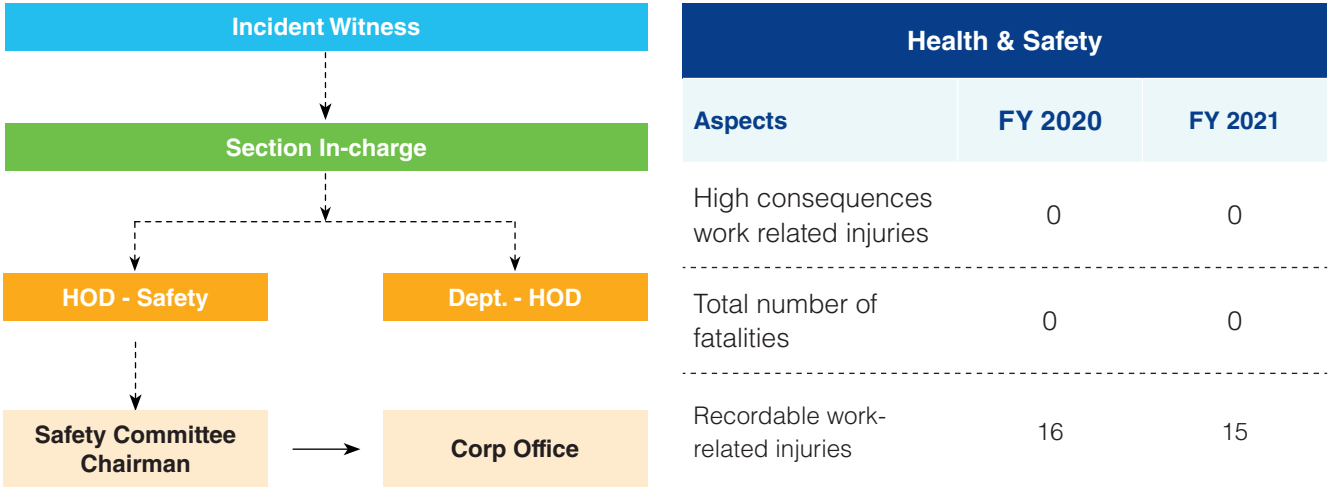 Incident Witness
Section In-charge
HOD - Safety
Dept. - HOD
Safety Committee
Chairman
Corp Office
Health & Safety
Aspects FY 2020 FY 2021
High consequences
work related injuries
0 0
Total number of
fatalities
0 0
Recordable work-
related injuries
16 15